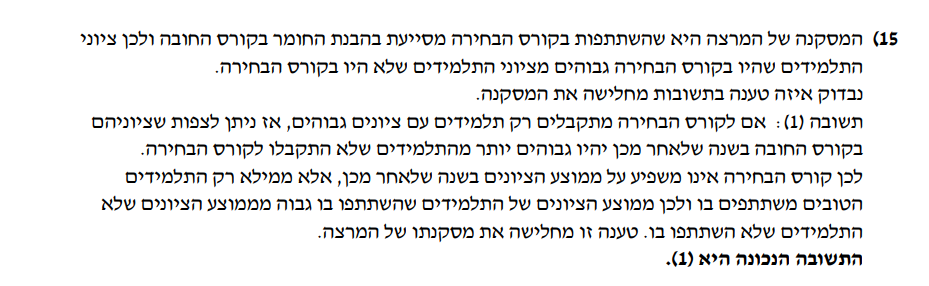 15) המסקנה של המרצה היא שהשתתפות בקורס הבחירה מסייעת בהבנת החומר בקורס החובה ולכן ציוני
התלמידים שהיו בקורס הבחירה גבוהים מציוני התלמידים שלא היו בקורס הבחירה.
נבדוק איזה טענה בתשובות מחלישה את המסקנה.
תשובה (1): אם לקורס הבחירה מתקבלים רק תלמידים עם ציונים גבוהים, אז ניתן לצפות שציוניהם
בקורס החובה בשנה שלאחר מכן יהיו גבוהים יותר מהתלמידים שלא התקבלו לקורס הבחירה.
לכן קורס הבחירה אינו משפיע על ממוצע הציונים בשנה שלאחר מכן, אלא ממילא רק התלמידים
הטובים משתתפים בו ולכן ממוצע הציונים של התלמידים שהשתתפו בו גבוה מממוצע הציונים שלא
התלמידים שלא השתתפו בו. טענה זו מחלישה את מסקנתו של המרצה.
התשובה הנכונה היא (1).